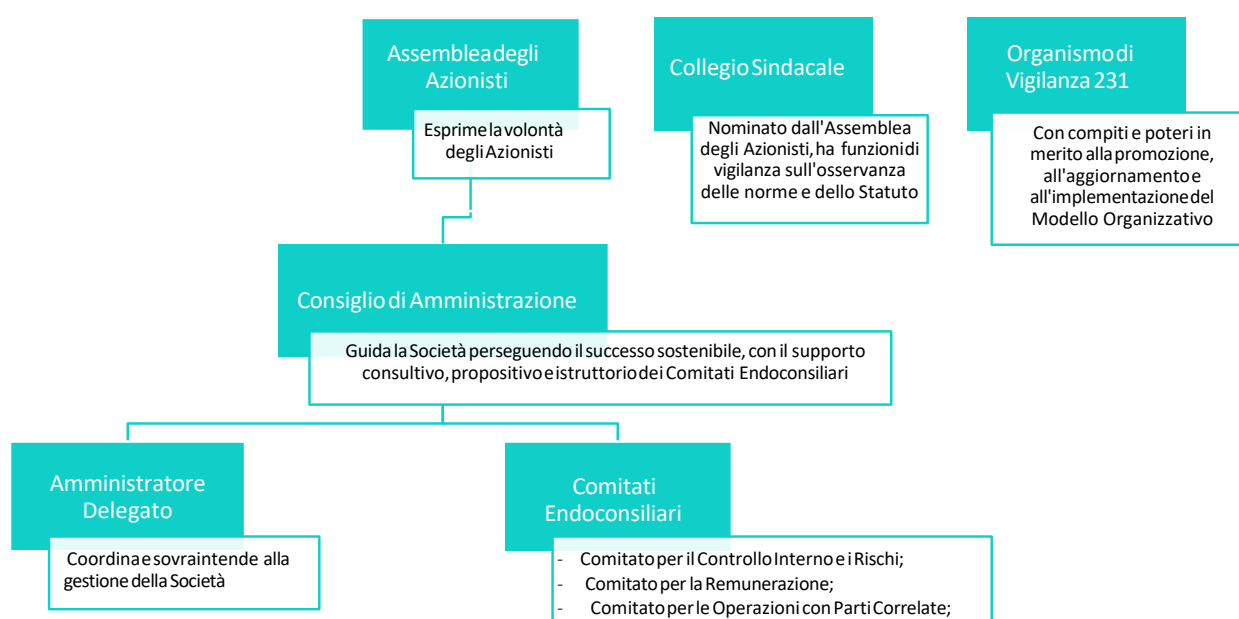 Assemblea degli
Azionisti
Esprime la volontà
degli Azionisti
Collegio Sindacale
Nominato dall'Assemblea
degli Azionisti, ha funzioni di
vigilanza sull'osservanza
delle norme e dello Statuto
Organismo di
Vigilanza 231
Con compiti e poteri in
merito alla promozione,
all'aggiornamento e
all'implementazione del
Modello Organizzativo
Consiglio di Amministrazione
Guida la Società perseguendo il successo sostenibile, con il supporto
consultivo, propositivo e istruttorio dei Comitati Endoconsiliari
Amministratore
Delegato
Coordina e sovraintende alla
gestione della Società
Comitati
Endoconsiliari
- Comitato per il Controllo Interno e i Rischi;
- Comitato per la Remunerazione;
- Comitato per le Operazioni con Parti Correlate;